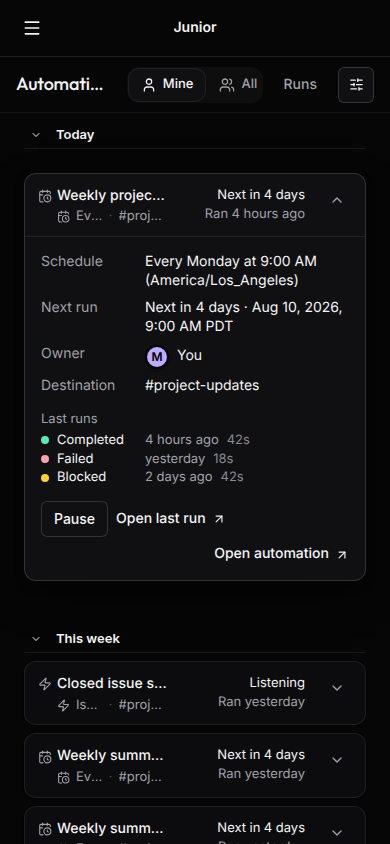 Junior
Automati...
Mine
All
Runs
Today
Weekly projec...
Next in 4 days
Ev... · #proj...
Ran 4 hours ago
Schedule
Every Monday at 9:00 AM
(America/Los_Angeles)
Next run
Next in 4 days · Aug 10, 2026,
9:00 AM PDT
Owner
M You
Destination
#project-updates
Last runs
Completed 4 hours ago 42s
Failed yesterday 18s
Blocked 2 days ago 42s
Pause
Open last run
Open automation
This week
Closed issue s...
Listening
Is... · #proj...
Ran yesterday
Weekly summ...
Next in 4 days
Ev... · #proj...
Ran yesterday
Weekly summ...
Next in 4 days